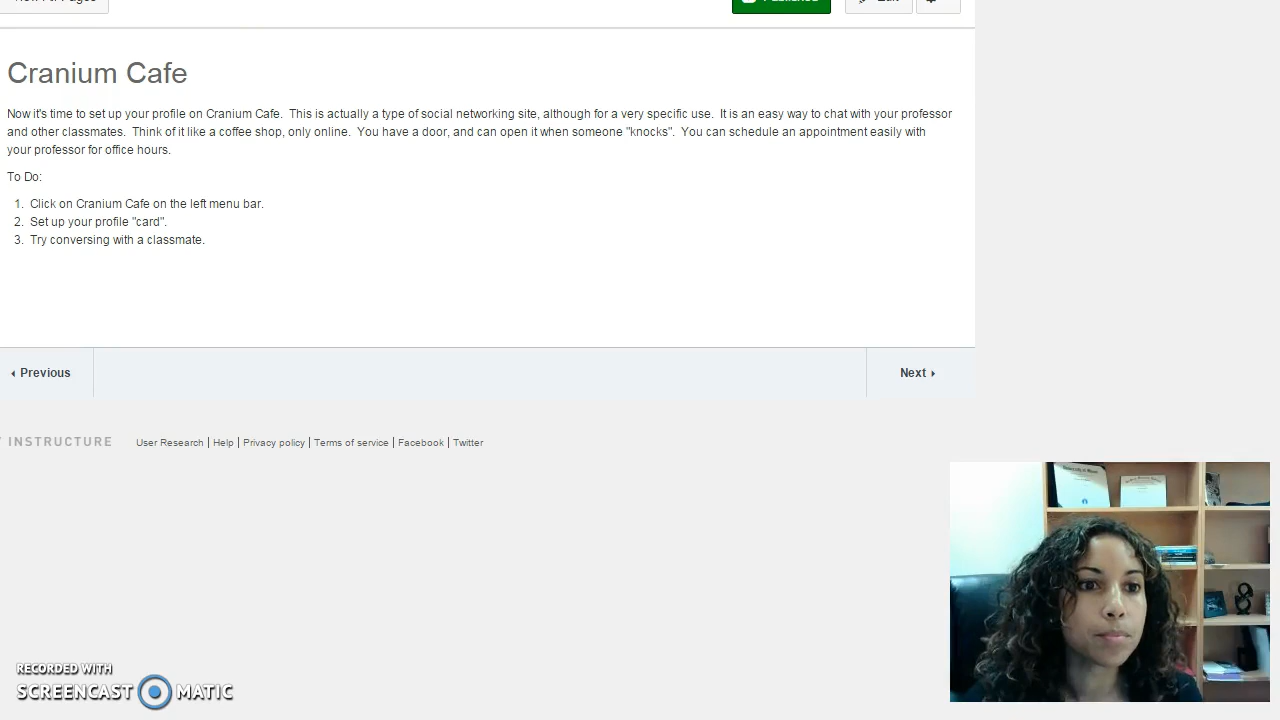 Cranium Cafe
Now it's time to set up your profile on Cranium Cafe.  This is actually a type of social networking site, although for a very specific use.  It is an easy way to chat with your professor
and other classmates.  Think of it like a coffee shop, only online.  You have a door, and can open it when someone "knocks".  You can schedule an appointment easily with
your professor for office hours.
To Do:
1. Click on Cranium Cafe on the left menu bar.
2. Set up your profile "card".
3. Try conversing with a classmate.
Previous
Next
INSTRUCTURE
User Research | Help | Privacy policy | Terms of service | Facebook | Twitter
RECORDED WITH
SCREENCAST MATIC